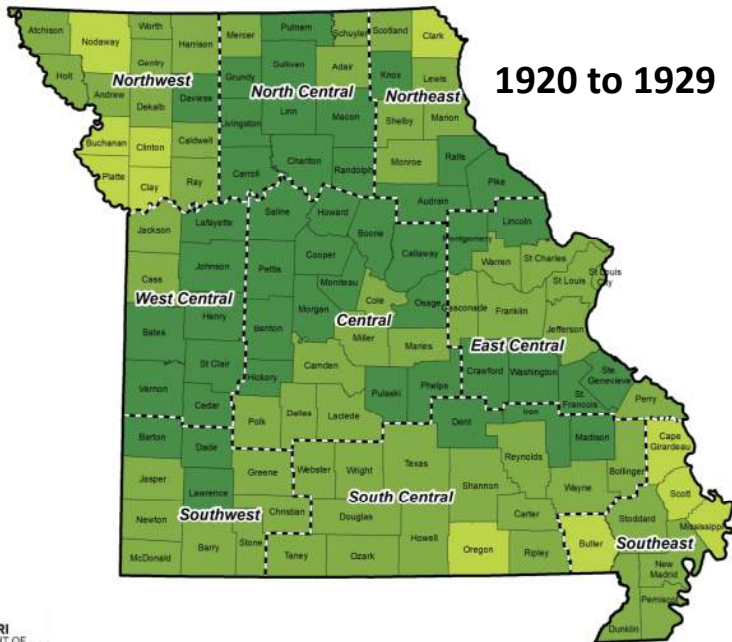 1920 to 1929
Atchison
Nodaway
Worth
Gentry
Harrison
Holt
Northwest
Andrew
Dekalb
Daviess
Buchanan
Clinton
Caldwell
Platte
Clay
Ray
Mercer
Putnam
Schuyler
Sullivan
Adair
Grundy
North Central
Linn
Macon
Livingston
Carroll
Chariton
Randolph
Scotland
Clark
Knox
Lewis
Northeast
Shelby
Marion
Monroe
Ralls
Pike
Audrain
Jackson
Lafayette
Cass
Johnson
West Central
Bates
Henry
St Clair
Vernon
Cedar
Saline
Howard
Boone
Cooper
Callaway
Pettis
Moniteau
Morgan
Cole
Osage
Benton
Central
Miller
Maries
Camden
Hickory
Pulaski
Phelps
Polk
Dallas
Laclede
Lincoln
Montgomery
Warren
St Charles
St Louis
St Louis
City
Gasconade
Franklin
Jefferson
East Central
Crawford
Washington
Ste.
Genevieve
St.
Francois
Perry
Barton
Dade
Jasper
Lawrence
Greene
Southwest
Christian
Newton
Stone
McDonald
Barry
Dent
Iron
Madison
Reynolds
Bollinger
Webster
Wright
Texas
Shannon
Wayne
South Central
Douglas
Carter
Howell
Taney
Ozark
Oregon
Ripley
Cape
Girardeau
Scott
Stoddard
Mississippi
Butler
Southeast
New
Madrid
Pemiscot
Dunklin
RI
NT OF